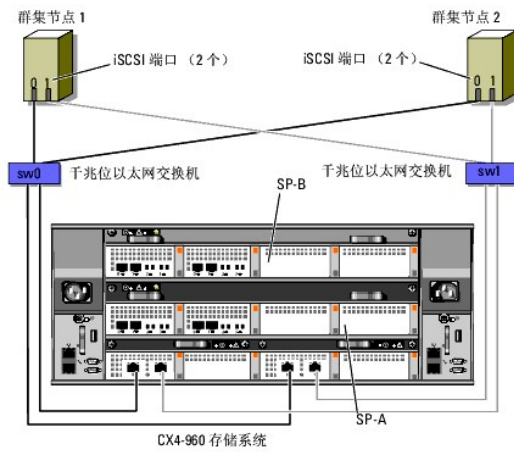 群集节点 1
群集节点 2
iSCSI 端口 （2 个）
iSCSI 端口 （2 个）
0 1
0 1
sw0
千兆位以太网交换机
千兆位以太网交换机
sw1
SP-B
SP-A
CX4-960 存储系统